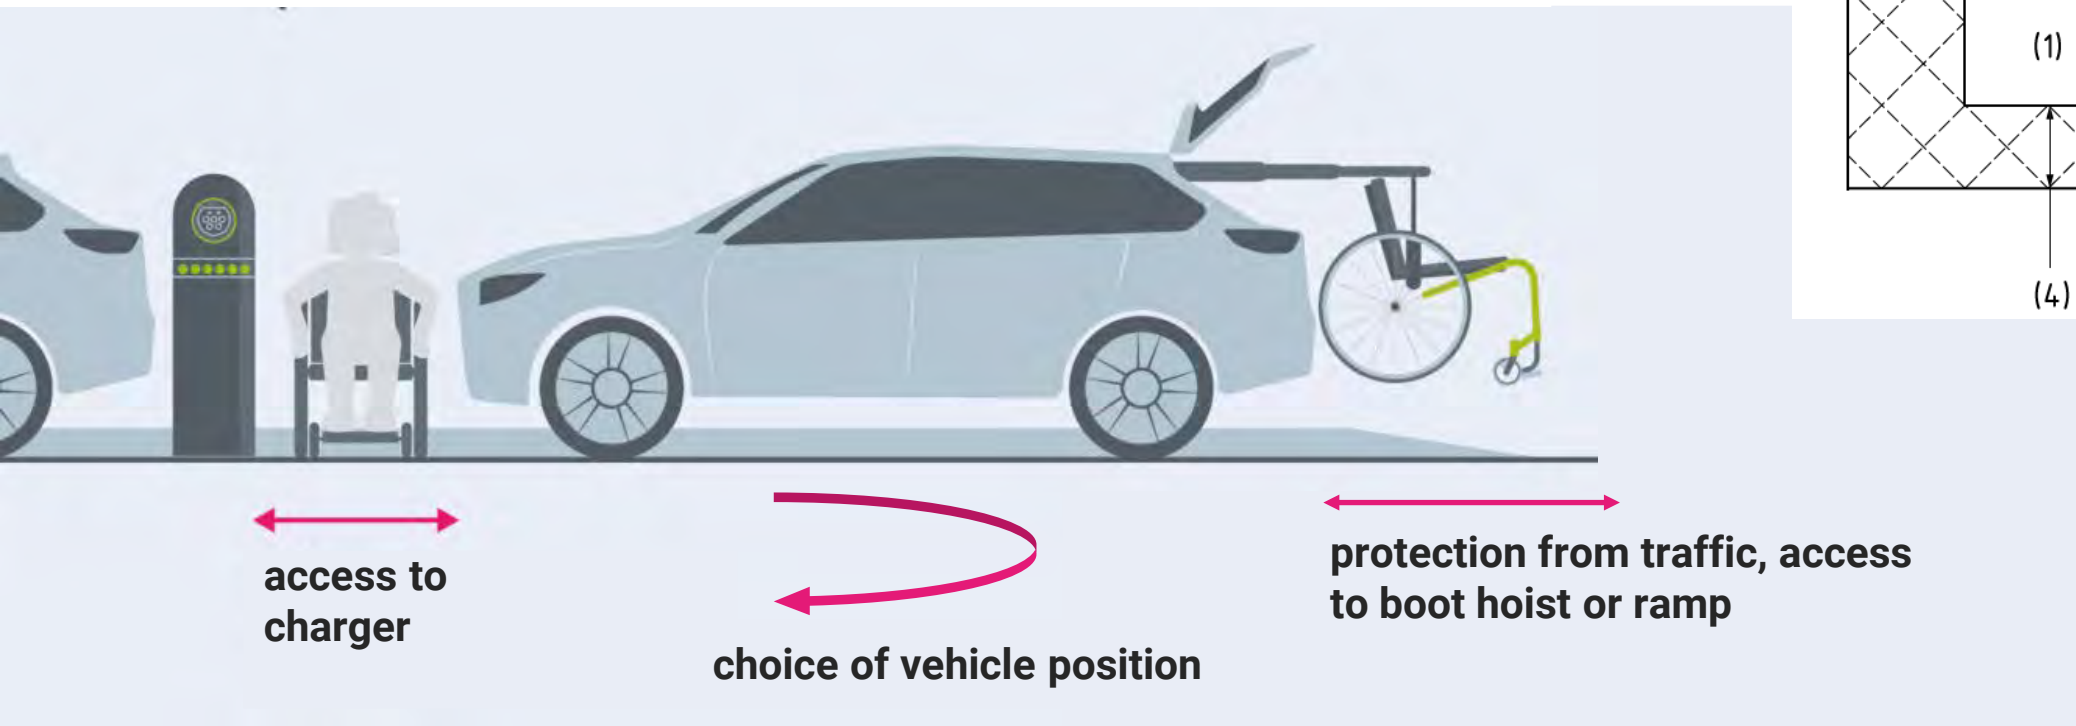 (1)
(4)
access to
charger
choice of vehicle position
protection from traffic, access
to boot hoist or ramp